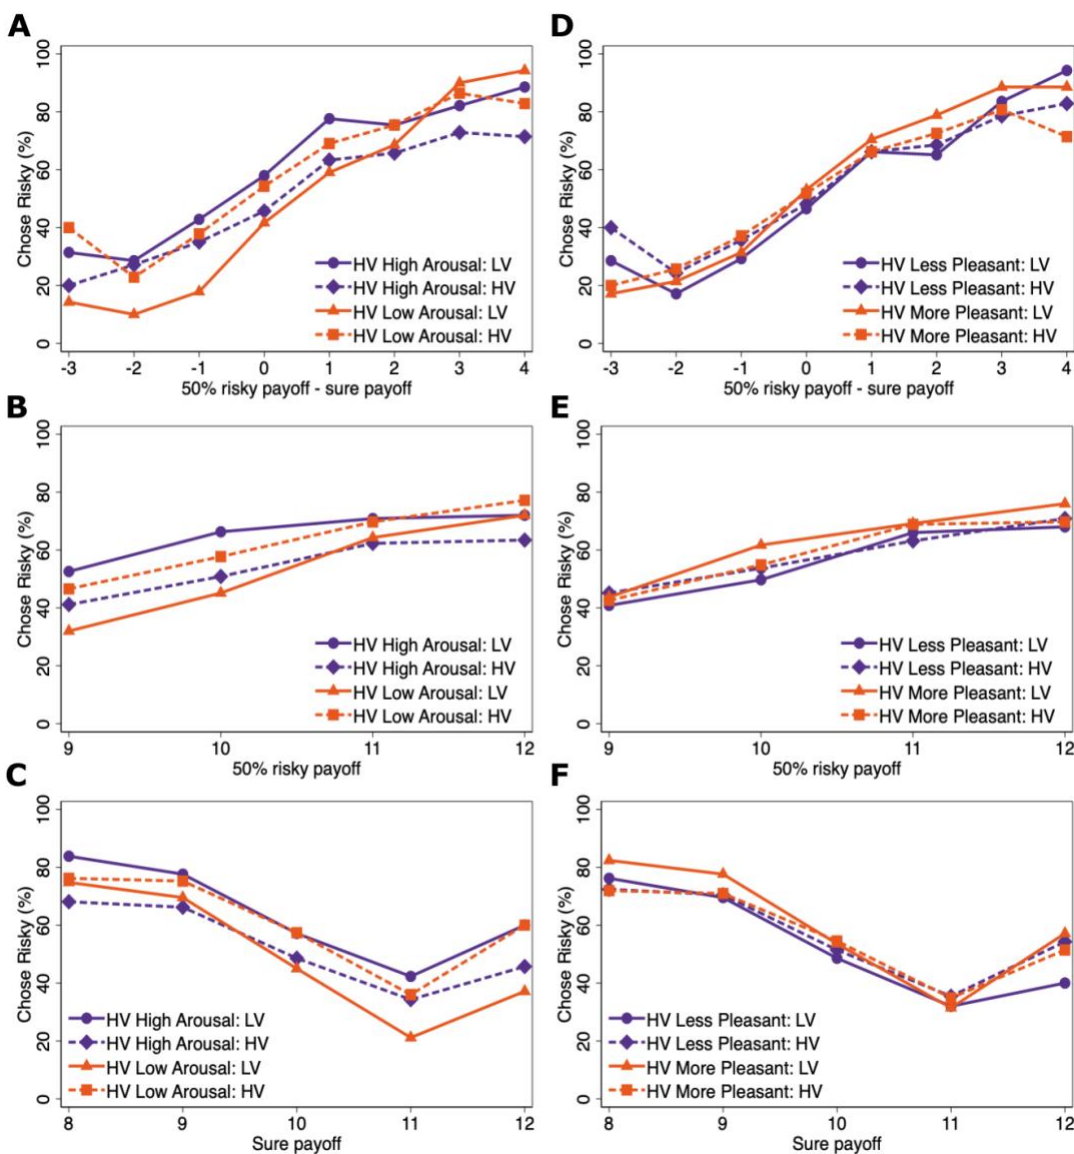 A
Chose Risky (%)
100
80
60
40
20
0
HV High Arousal: LV
HV High Arousal: HV
HV Low Arousal: LV
HV Low Arousal: HV
-3 -2 -1 0 1 2 3 4
50% risky payoff - sure payoff
D
Chose Risky (%)
100
80
60
40
20
0
HV Less Pleasant: LV
HV Less Pleasant: HV
HV More Pleasant: LV
HV More Pleasant: HV
-3 -2 -1 0 1 2 3 4
50% risky payoff - sure payoff
B
Chose Risky (%)
100
80
60
40
20
0
HV High Arousal: LV
HV High Arousal: HV
HV Low Arousal: LV
HV Low Arousal: HV
9 10 11 12
50% risky payoff
E
Chose Risky (%)
100
80
60
40
20
0
HV Less Pleasant: LV
HV Less Pleasant: HV
HV More Pleasant: LV
HV More Pleasant: HV
9 10 11 12
50% risky payoff
C
Chose Risky (%)
100
80
60
40
20
0
HV High Arousal: LV
HV High Arousal: HV
HV Low Arousal: LV
HV Low Arousal: HV
8 9 10 11 12
Sure payoff
F
Chose Risky (%)
100
80
60
40
20
0
HV Less Pleasant: LV
HV Less Pleasant: HV
HV More Pleasant: LV
HV More Pleasant: HV
8 9 10 11 12
Sure payoff